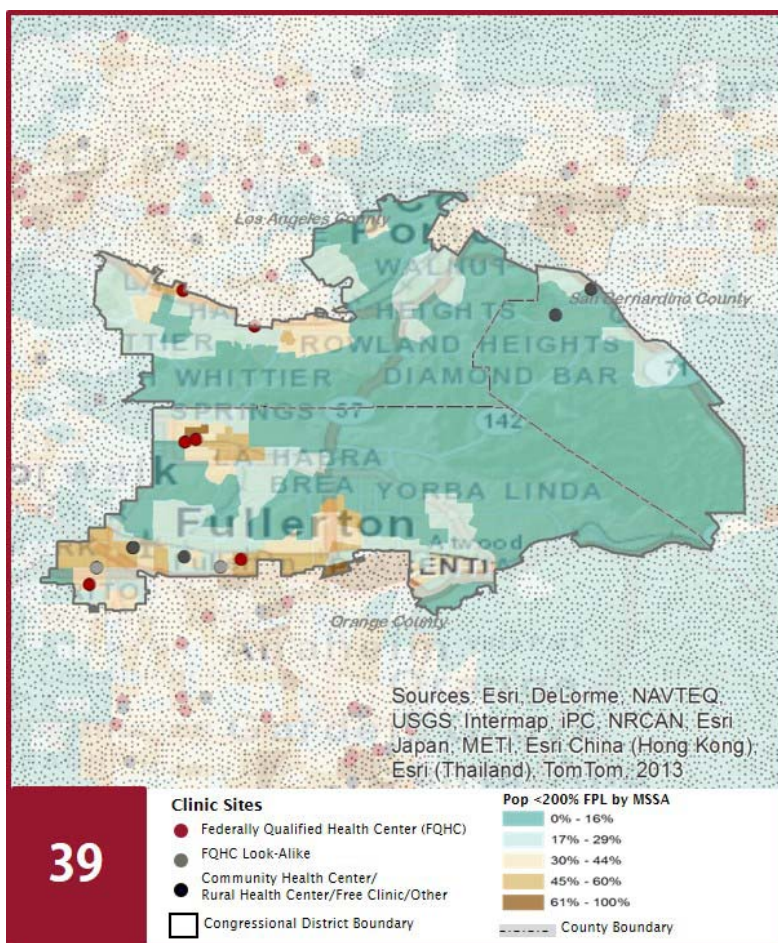 Los Angeles County
WALNUT
San Bernardino County
HEIGHTS
ROWLAND HEIGHTS
71
WHITTIER
DIAMOND BAR
SPRINGS
57
142
LA HABRA
BREA
YORBA LINDA
Fullerton
Atwood
Orange County
Sources: Esri, DeLorme, NAVTEQ,
USGS, Intermap, iPC, NRCAN, Esri
Japan, METI, Esri China (Hong Kong),
Esri (Thailand), TomTom, 2013
39
Clinic Sites
Federally Qualified Health Center (FQHC)
FQHC Look-Alike
Community Health Center/
Rural Health Center/Free Clinic/Other
Congressional District Boundary
Pop <200% FPL by MSSA
0% - 16%
17% - 29%
30% - 44%
45% - 60%
61% - 100%
County Boundary